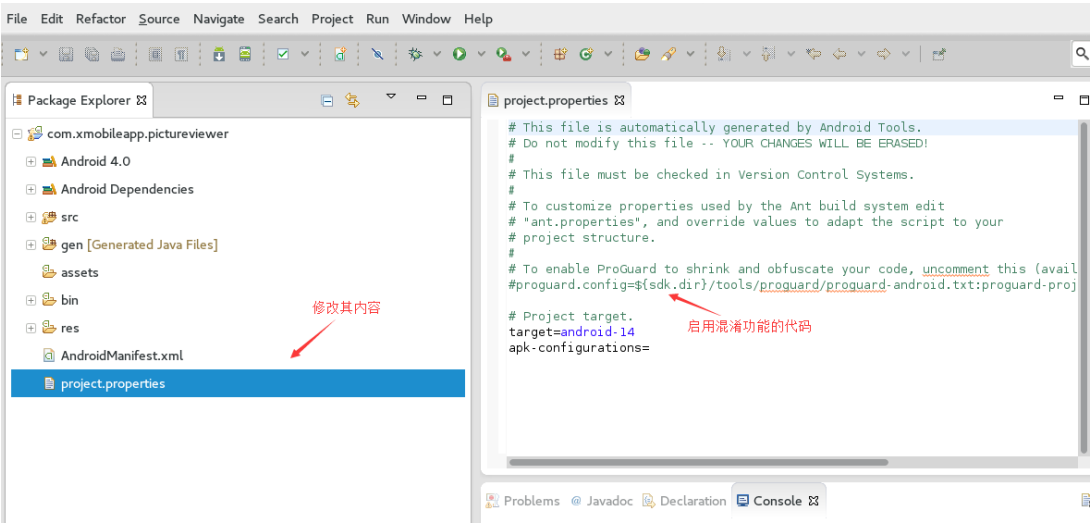 File Edit Refactor Source Navigate Search Project Run Window Help
Package Explorer
com.xmobileapp.pictureviewer
Android 4.0
Android Dependencies
src
gen [Generated Java Files]
assets
bin
res
AndroidManifest.xml
project.properties
修改其内容
project.properties
# This file is automatically generated by Android Tools.
# Do not modify this file -- YOUR CHANGES WILL BE ERASED!
#
# This file must be checked in Version Control Systems.
#
# To customize properties used by the Ant build system edit
# "ant.properties", and override values to adapt the script to your
# project structure.
#
# To enable ProGuard to shrink and obfuscate your code, uncomment this (avail
#proguard.config=${sdk.dir}/tools/proguard/proguard-android.txt:proguard-proj
# Project target.
target=android-14
apk-configurations=
启用混淆功能的代码
Problems @ Javadoc Declaration Console